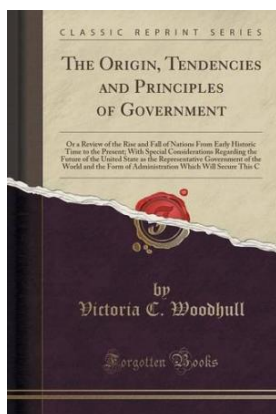 CLASSIC REPRINT SERIES
THE ORIGIN, TENDENCIES
AND PRINCIPLES
OF GOVERNMENT
Or a Review of the Rise and Fall of Nations From Early Historic
Time to the Present; With Special Considerations Regarding the
Future of the United State as the Representative Government of the
World and the Form of Administration Which Will Secure This C
by
Victoria C. Woodhull
Forgotten Books